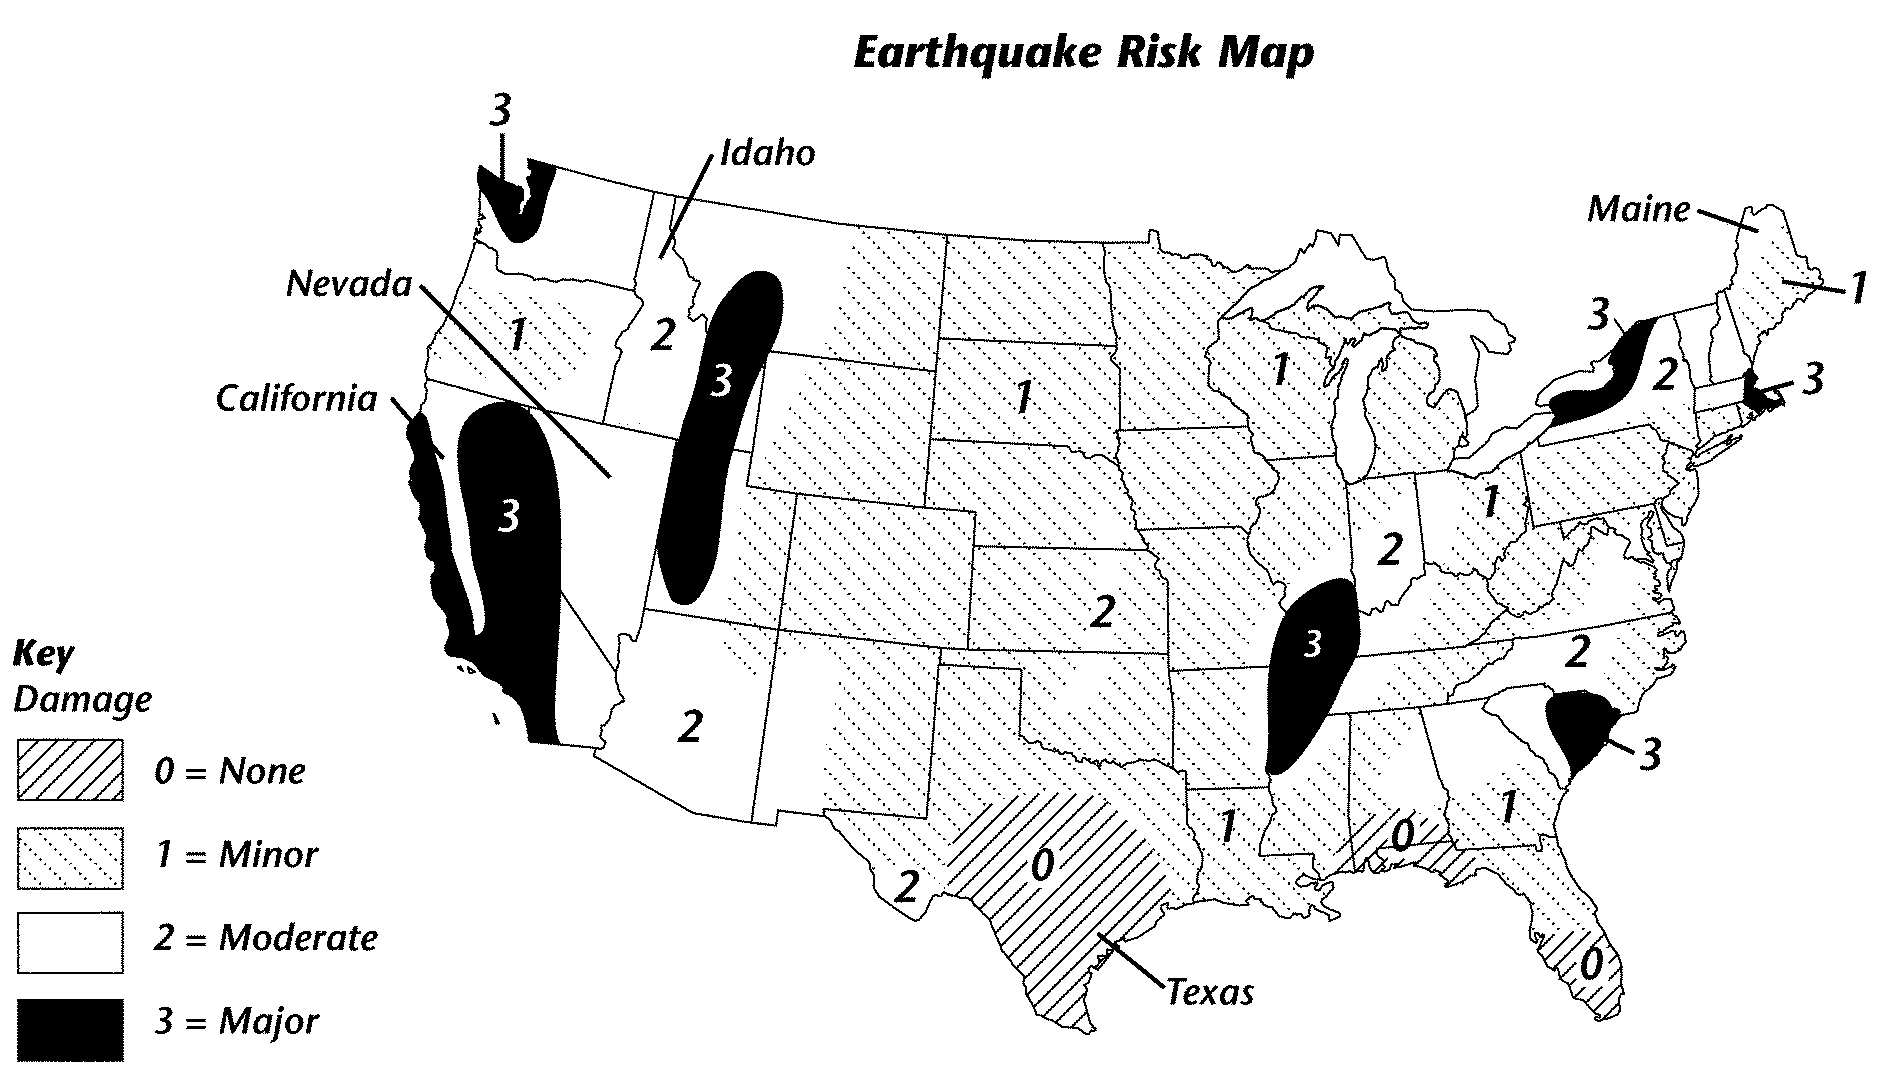 Earthquake Risk Map
3
Idaho
Maine
Nevada
1
3
1
2
2
3
3
1
1
California
3
1
2
2
3
2
Key
Damage
2
3
0 = None
1
1
0
0
1 = Minor
2
2 = Moderate
0
Texas
3 = Major